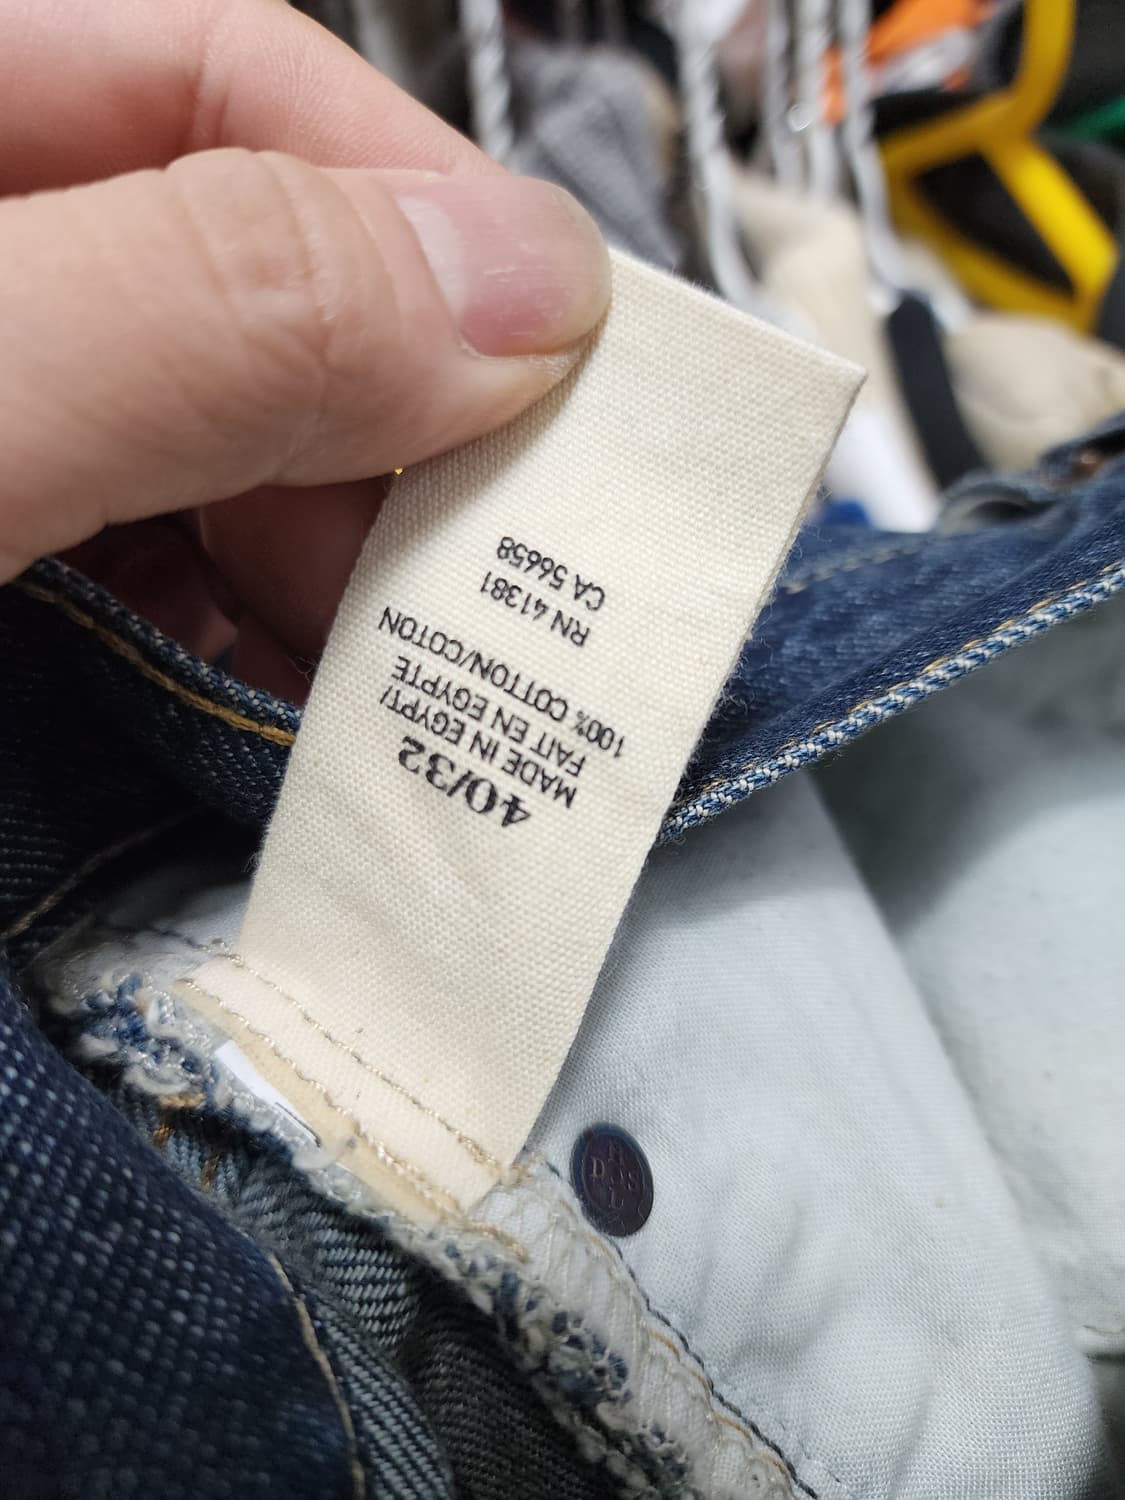 40/32
MADE IN EGYPT/
FAIT EN EGYPTE
100% COTTON/COTON
RN 41381
CA 56658